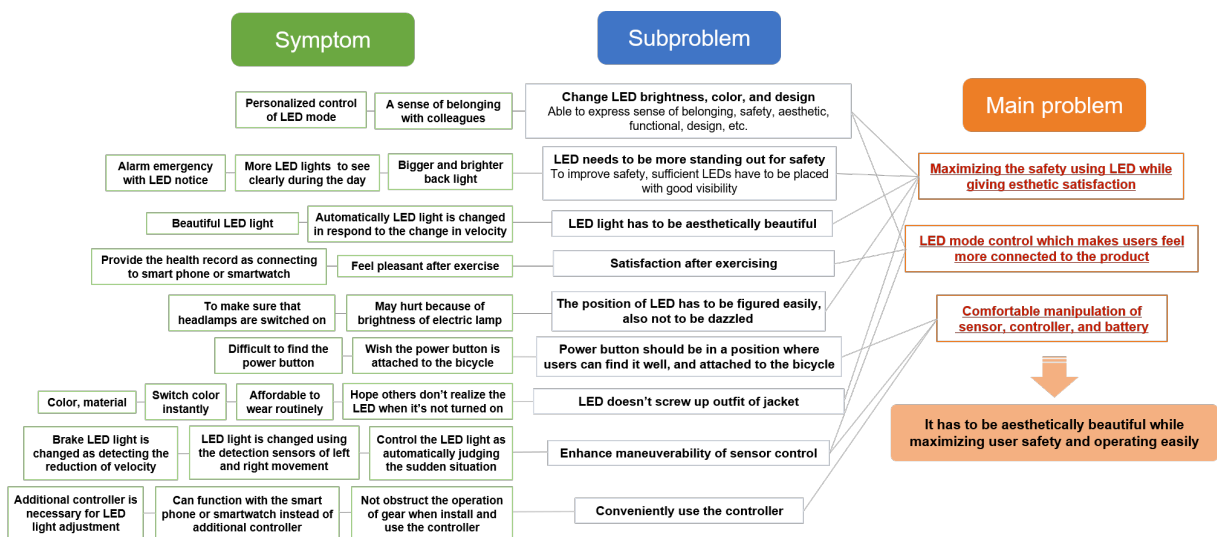 Symptom
Subproblem
Main problem
Personalized control
of LED mode
A sense of belonging
with colleagues
Change LED brightness, color, and design
Able to express sense of belonging, safety, aesthetic,
functional, design, etc.
Alarm emergency
with LED notice
More LED lights to see
clearly during the day
Bigger and brighter
back light
LED needs to be more standing out for safety
To improve safety, sufficient LEDs have to be placed
with good visibility
Maximizing the safety using LED while
giving esthetic satisfaction
Beautiful LED light
Automatically LED light is changed
in respond to the change in velocity
LED light has to be aesthetically beautiful
LED mode control which makes users feel
more connected to the product
Provide the health record as connecting
to smart phone or smartwatch
Feel pleasant after exercise
Satisfaction after exercising
To make sure that
headlamps are switched on
May hurt because of
brightness of electric lamp
The position of LED has to be figured easily,
also not to be dazzled
Comfortable manipulation of
sensor, controller, and battery
Difficult to find the
power button
Wish the power button is
attached to the bicycle
Power button should be in a position where
users can find it well, and attached to the bicycle
Color, material
Switch color
instantly
Affordable to
wear routinely
Hope others don't realize the
LED when it's not turned on
LED doesn't screw up outfit of jacket
It has to be aesthetically beautiful while
maximizing user safety and operating easily
Brake LED light is
changed as detecting the
reduction of velocity
LED light is changed using
the detection sensors of left
and right movement
Control the LED light as
automatically judging
the sudden situation
Enhance maneuverability of sensor control
Additional controller is
necessary for LED
light adjustment
Can function with the smart
phone or smartwatch instead of
additional controller
Not obstruct the operation
of gear when install and
use the controller
Conveniently use the controller